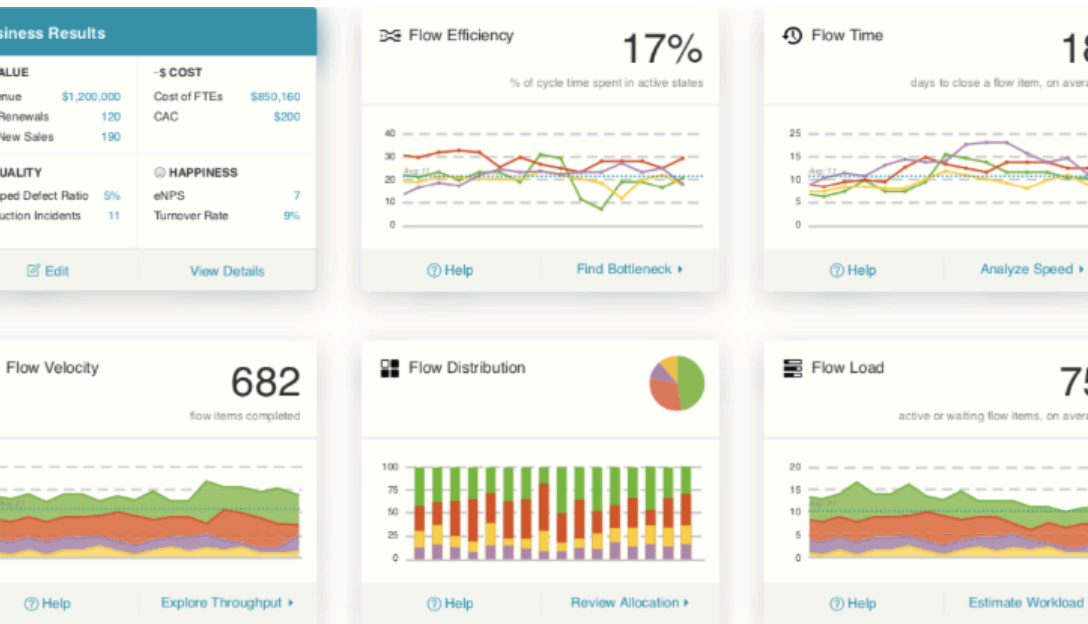 siness Results
ALUE
-$ COST
enue $1,200,000
Cost of FTEs $850,160
Renewals 120
CAC $200
New Sales 190
UALITY
HAPPINESS
ped Defect Ratio 5%
eNPS 7
uction Incidents 11
Turnover Rate 9%
Edit
View Details
Flow Efficiency
17%
% of cycle time spent in active states
40
30
20
10
0
Help
Find Bottleneck
Flow Time
18
days to close a flow item, on avera
25
15
10
5
0
Help
Analyze Speed
Flow Velocity
682
flow items completed
Help
Explore Throughput
Flow Distribution
100
75
50
25
0
Help
Review Allocation
Flow Load
75
active or waiting flow items, on avera
20
15
10
5
0
Help
Estimate Workload